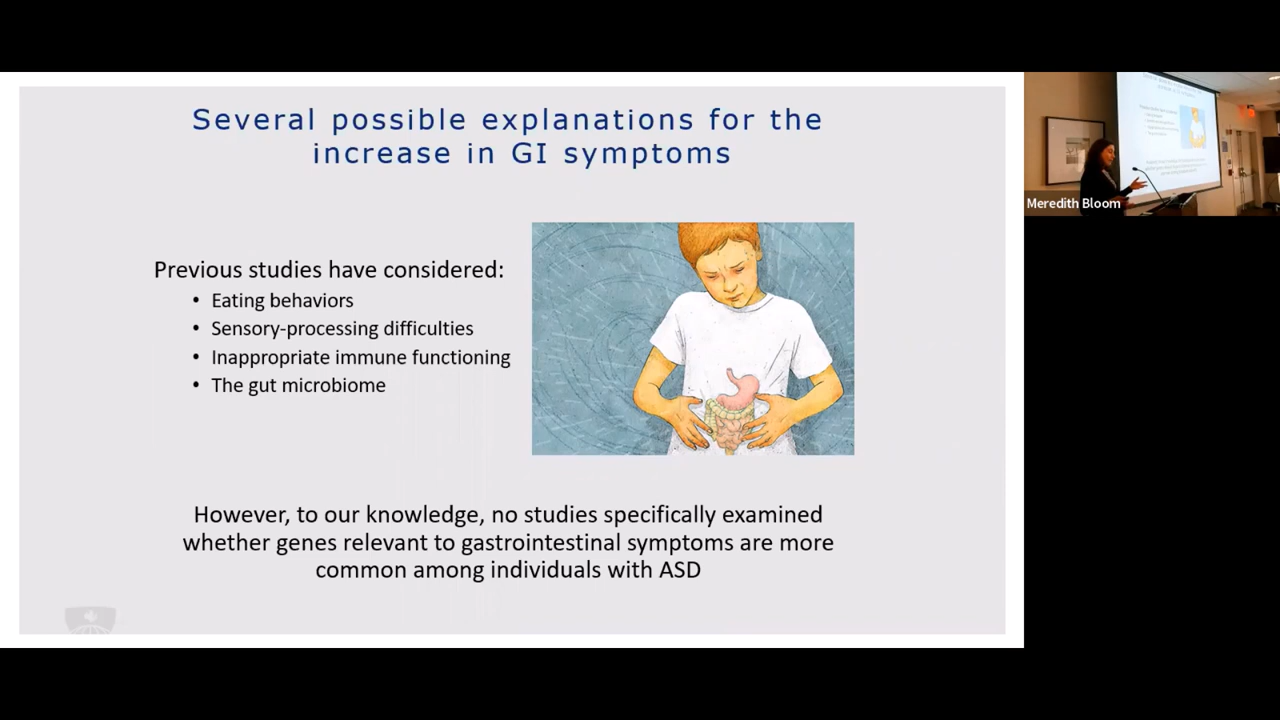 Several possible explanations for the
increase in GI symptoms
Previous studies have considered:
• Eating behaviors
• Sensory-processing difficulties
• Inappropriate immune functioning
• The gut microbiome
However, to our knowledge, no studies specifically examined
whether genes relevant to gastrointestinal symptoms are more
common among individuals with ASD
Meredith Bloom